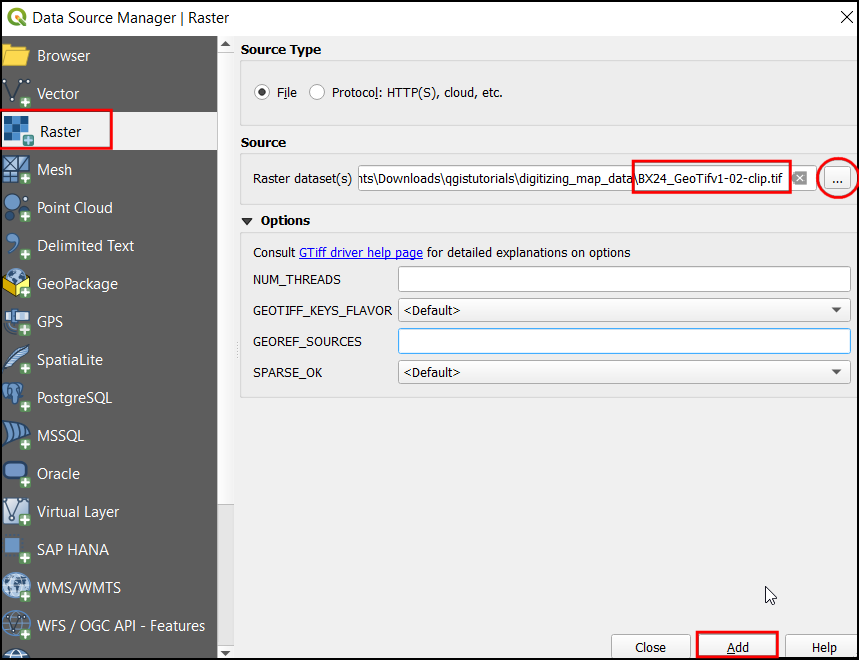 Data Source Manager | Raster
Browser
Vector
Raster
Mesh
Point Cloud
Delimited Text
GeoPackage
GPS
SpatiaLite
PostgreSQL
MSSQL
Oracle
Virtual Layer
SAP HANA
WMS/WMTS
WFS / OGC API - Features
Source Type
File Protocol: HTTP(S), cloud, etc.
Source
Raster dataset(s) nts\Downloads\qgistutorials\digitizing_map_data\BX24_GeoTifv1-02-clip.tif ...
Options
Consult GTiff driver help page for detailed explanations on options
NUM_THREADS
GEOTIFF_KEYS_FLAVOR <Default>
GEOREF_SOURCES
SPARSE_OK <Default>
Close Add Help